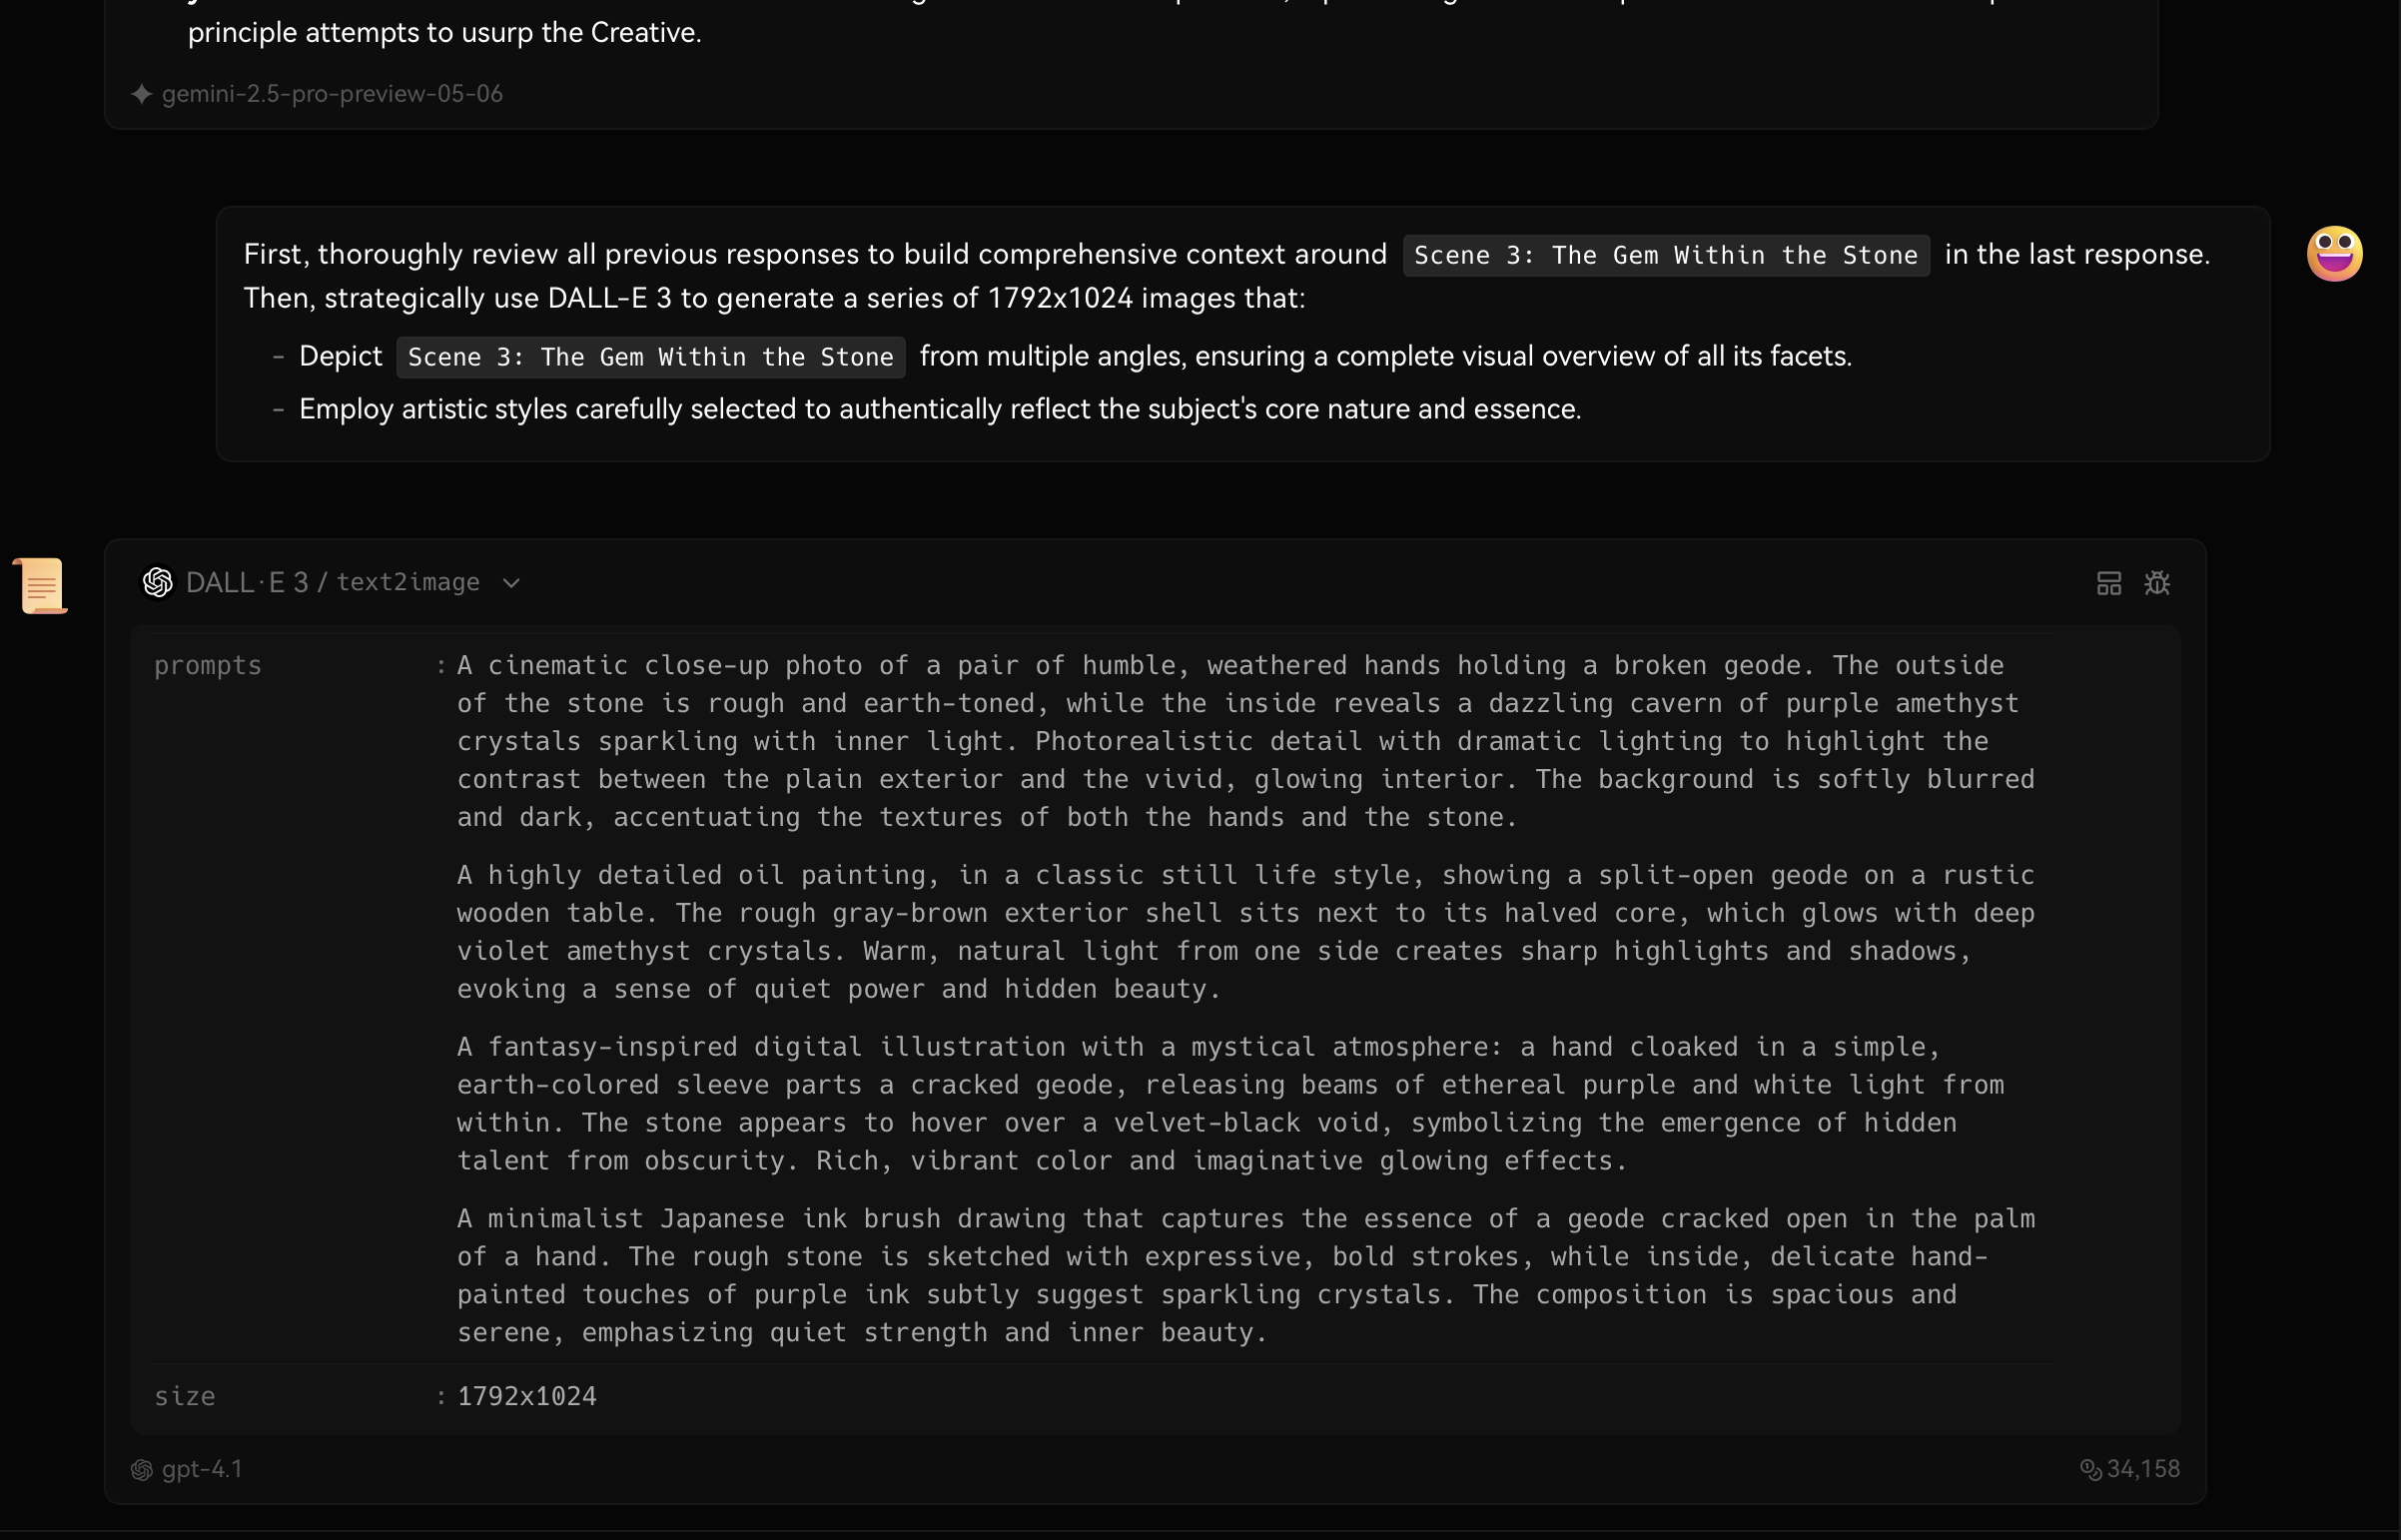 principle attempts to usurp the Creative.
gemini-2.5-pro-preview-05-06
First, thoroughly review all previous responses to build comprehensive context around Scene 3: The Gem Within the Stone in the last response.
Then, strategically use DALL-E 3 to generate a series of 1792x1024 images that:
- Depict Scene 3: The Gem Within the Stone from multiple angles, ensuring a complete visual overview of all its facets.
- Employ artistic styles carefully selected to authentically reflect the subject's core nature and essence.
DALL·E 3 / text2image
prompts : A cinematic close-up photo of a pair of humble, weathered hands holding a broken geode. The outside
of the stone is rough and earth-toned, while the inside reveals a dazzling cavern of purple amethyst
crystals sparkling with inner light. Photorealistic detail with dramatic lighting to highlight the
contrast between the plain exterior and the vivid, glowing interior. The background is softly blurred
and dark, accentuating the textures of both the hands and the stone.
A highly detailed oil painting, in a classic still life style, showing a split-open geode on a rustic
wooden table. The rough gray-brown exterior shell sits next to its halved core, which glows with deep
violet amethyst crystals. Warm, natural light from one side creates sharp highlights and shadows,
evoking a sense of quiet power and hidden beauty.
A fantasy-inspired digital illustration with a mystical atmosphere: a hand cloaked in a simple,
earth-colored sleeve parts a cracked geode, releasing beams of ethereal purple and white light from
within. The stone appears to hover over a velvet-black void, symbolizing the emergence of hidden
talent from obscurity. Rich, vibrant color and imaginative glowing effects.
A minimalist Japanese ink brush drawing that captures the essence of a geode cracked open in the palm
of a hand. The rough stone is sketched with expressive, bold strokes, while inside, delicate hand-
painted touches of purple ink subtly suggest sparkling crystals. The composition is spacious and
serene, emphasizing quiet strength and inner beauty.
size : 1792x1024
gpt-4.1
34,158